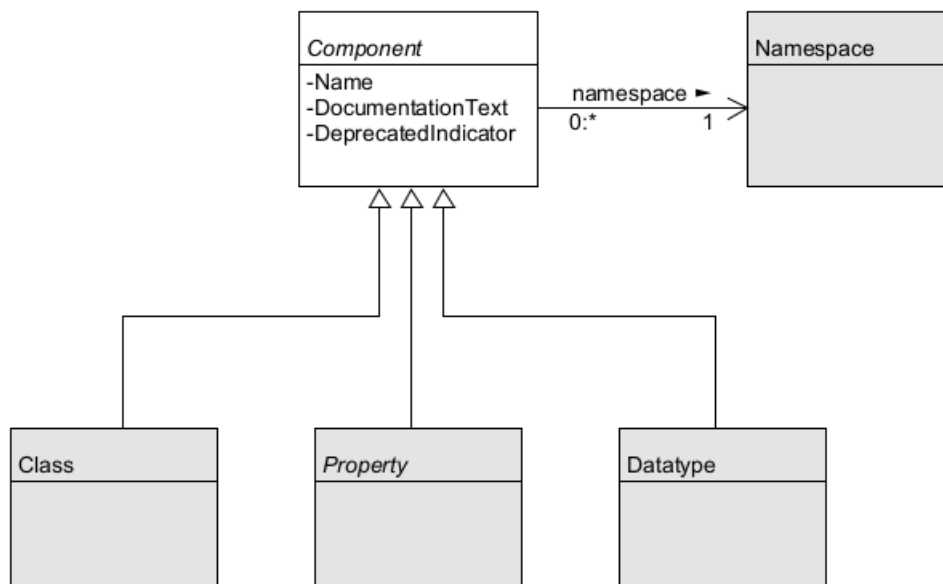 Component
-Name
-DocumentationText
-DeprecatedIndicator
namespace ►
0:*
1
Namespace
Class
Property
Datatype